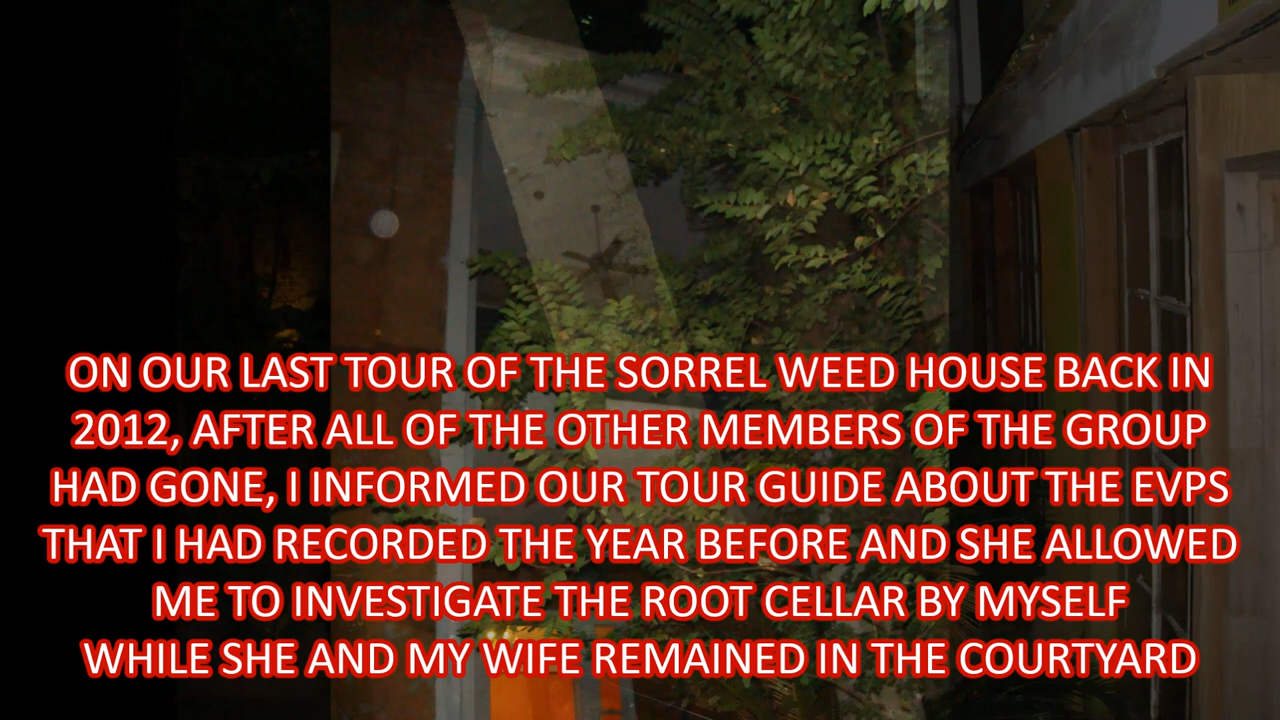 ON OUR LAST TOUR OF THE SORREL WEED HOUSE BACK IN
2012, AFTER ALL OF THE OTHER MEMBERS OF THE GROUP
HAD GONE, I INFORMED OUR TOUR GUIDE ABOUT THE EVPS
THAT I HAD RECORDED THE YEAR BEFORE AND SHE ALLOWED
ME TO INVESTIGATE THE ROOT CELLAR BY MYSELF
WHILE SHE AND MY WIFE REMAINED IN THE COURTYARD